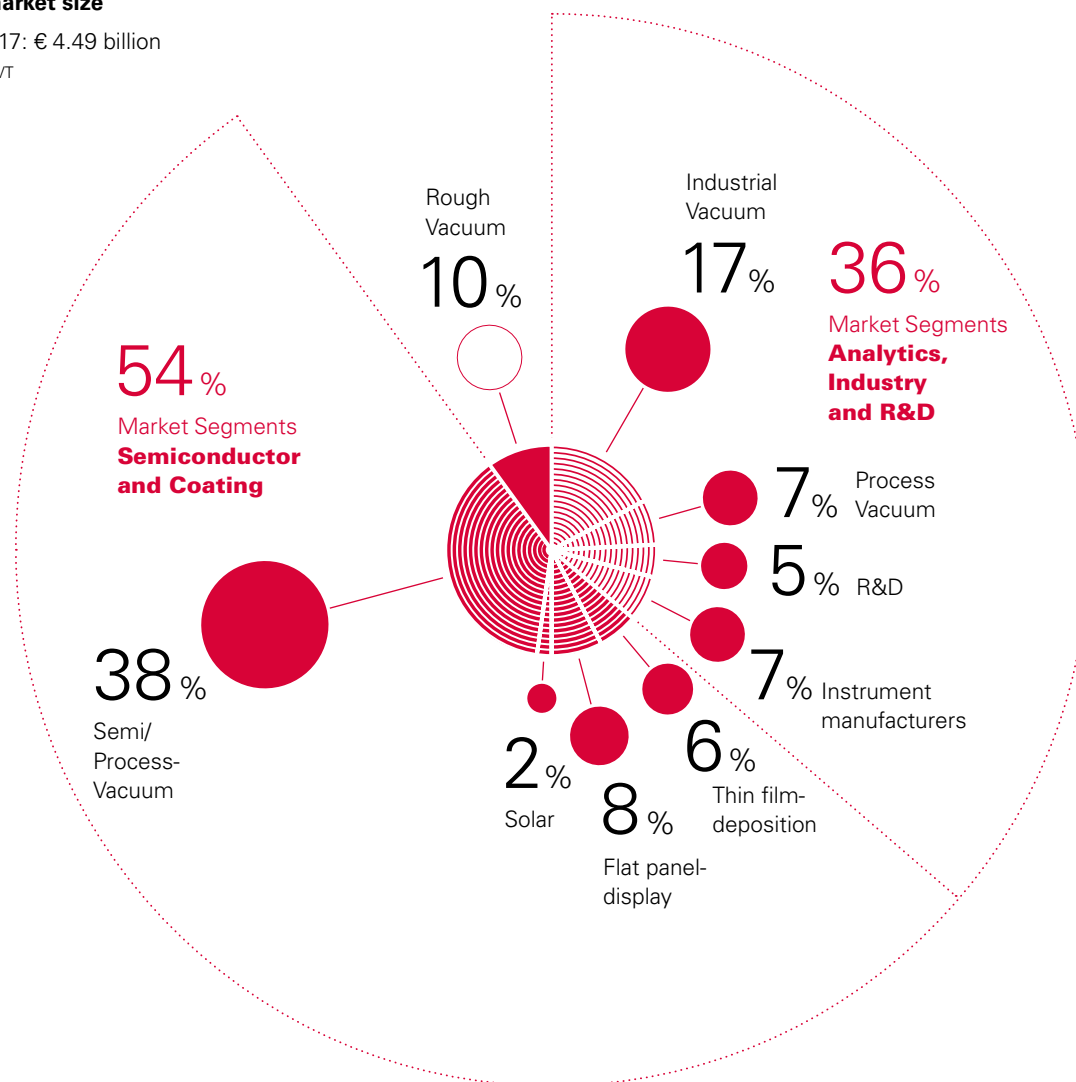 market size
17: € 4.49 billion
Rough
Vacuum
10 %
Industrial
Vacuum
17 %
36 %
Market Segments
Analytics,
Industry
and R&D
54 %
Market Segments
Semiconductor
and Coating
7 % Process
Vacuum
5 % R&D
7 % Instrument
manufacturers
6 %
Thin film-
deposition
8 %
Flat panel-
display
2 %
Solar
38 %
Semi/
Process-
Vacuum